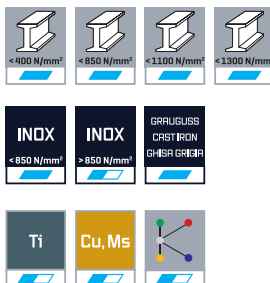 <400 N/mm² <850 N/mm² <1100 N/mm² <1300 N/mm²
INOX INOX GRAUGUSS
CAST IRON
GHISA GRIGIA
<850 N/mm² >850 N/mm²
Ti Cu, Ms